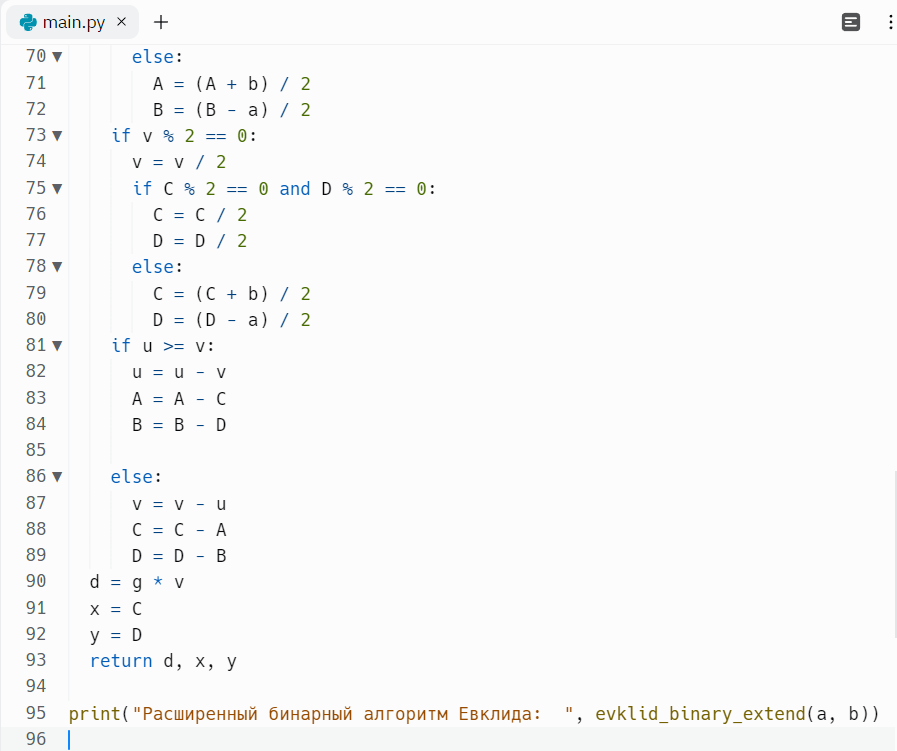 main.py × +
70 ▼ else:
71 A = (A + b) / 2
72 B = (B - a) / 2
73 ▼ if v % 2 == 0:
74 v = v / 2
75 ▼ if C % 2 == 0 and D % 2 == 0:
76 C = C / 2
77 D = D / 2
78 ▼ else:
79 C = (C + b) / 2
80 D = (D - a) / 2
81 ▼ if u >= v:
82 u = u - v
83 A = A - C
84 B = B - D
85
86 ▼ else:
87 v = v - u
88 C = C - A
89 D = D - B
90 d = g * v
91 x = C
92 y = D
93 return d, x, y
94
95 print("Расширенный бинарный алгоритм Евклида:  ", evklid_binary_extend(a, b))
96